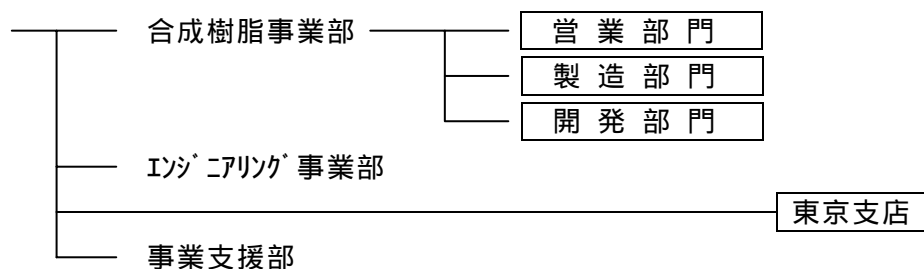 合成樹脂事業部
営業部門
製造部門
開発部門
ｴﾝｼﾞﾆｱﾘﾝｸﾞ事業部
東京支店
事業支援部